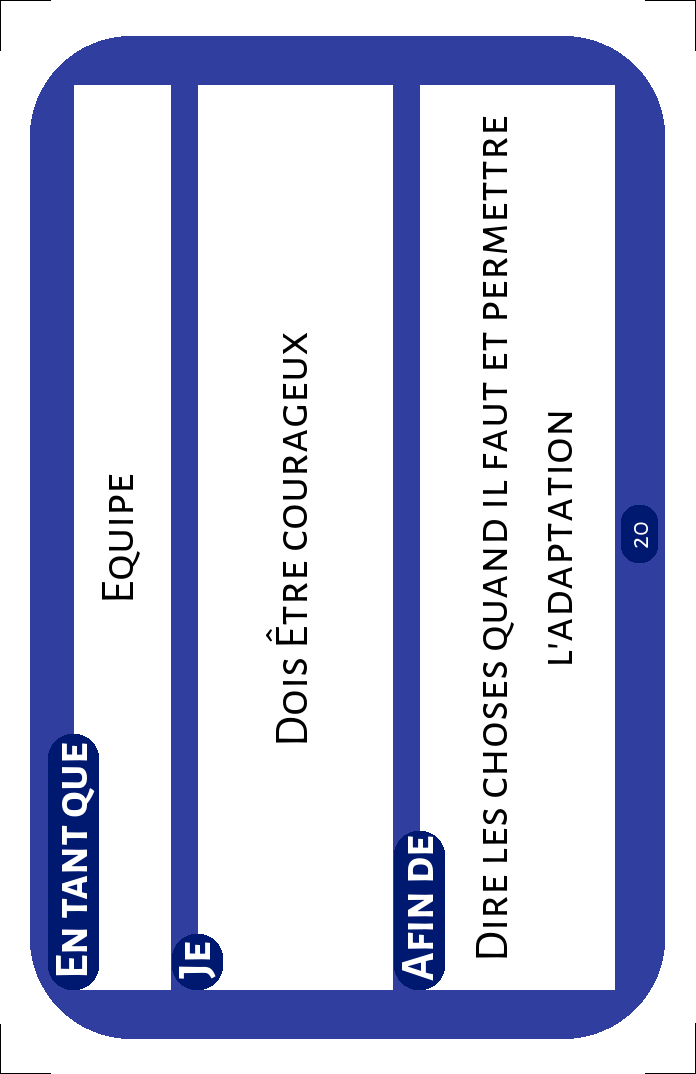 En tant que
Equipe
Je
Dois Être courageux
Afin de
Dire les choses quand il faut et permettre
l'adaptation
20